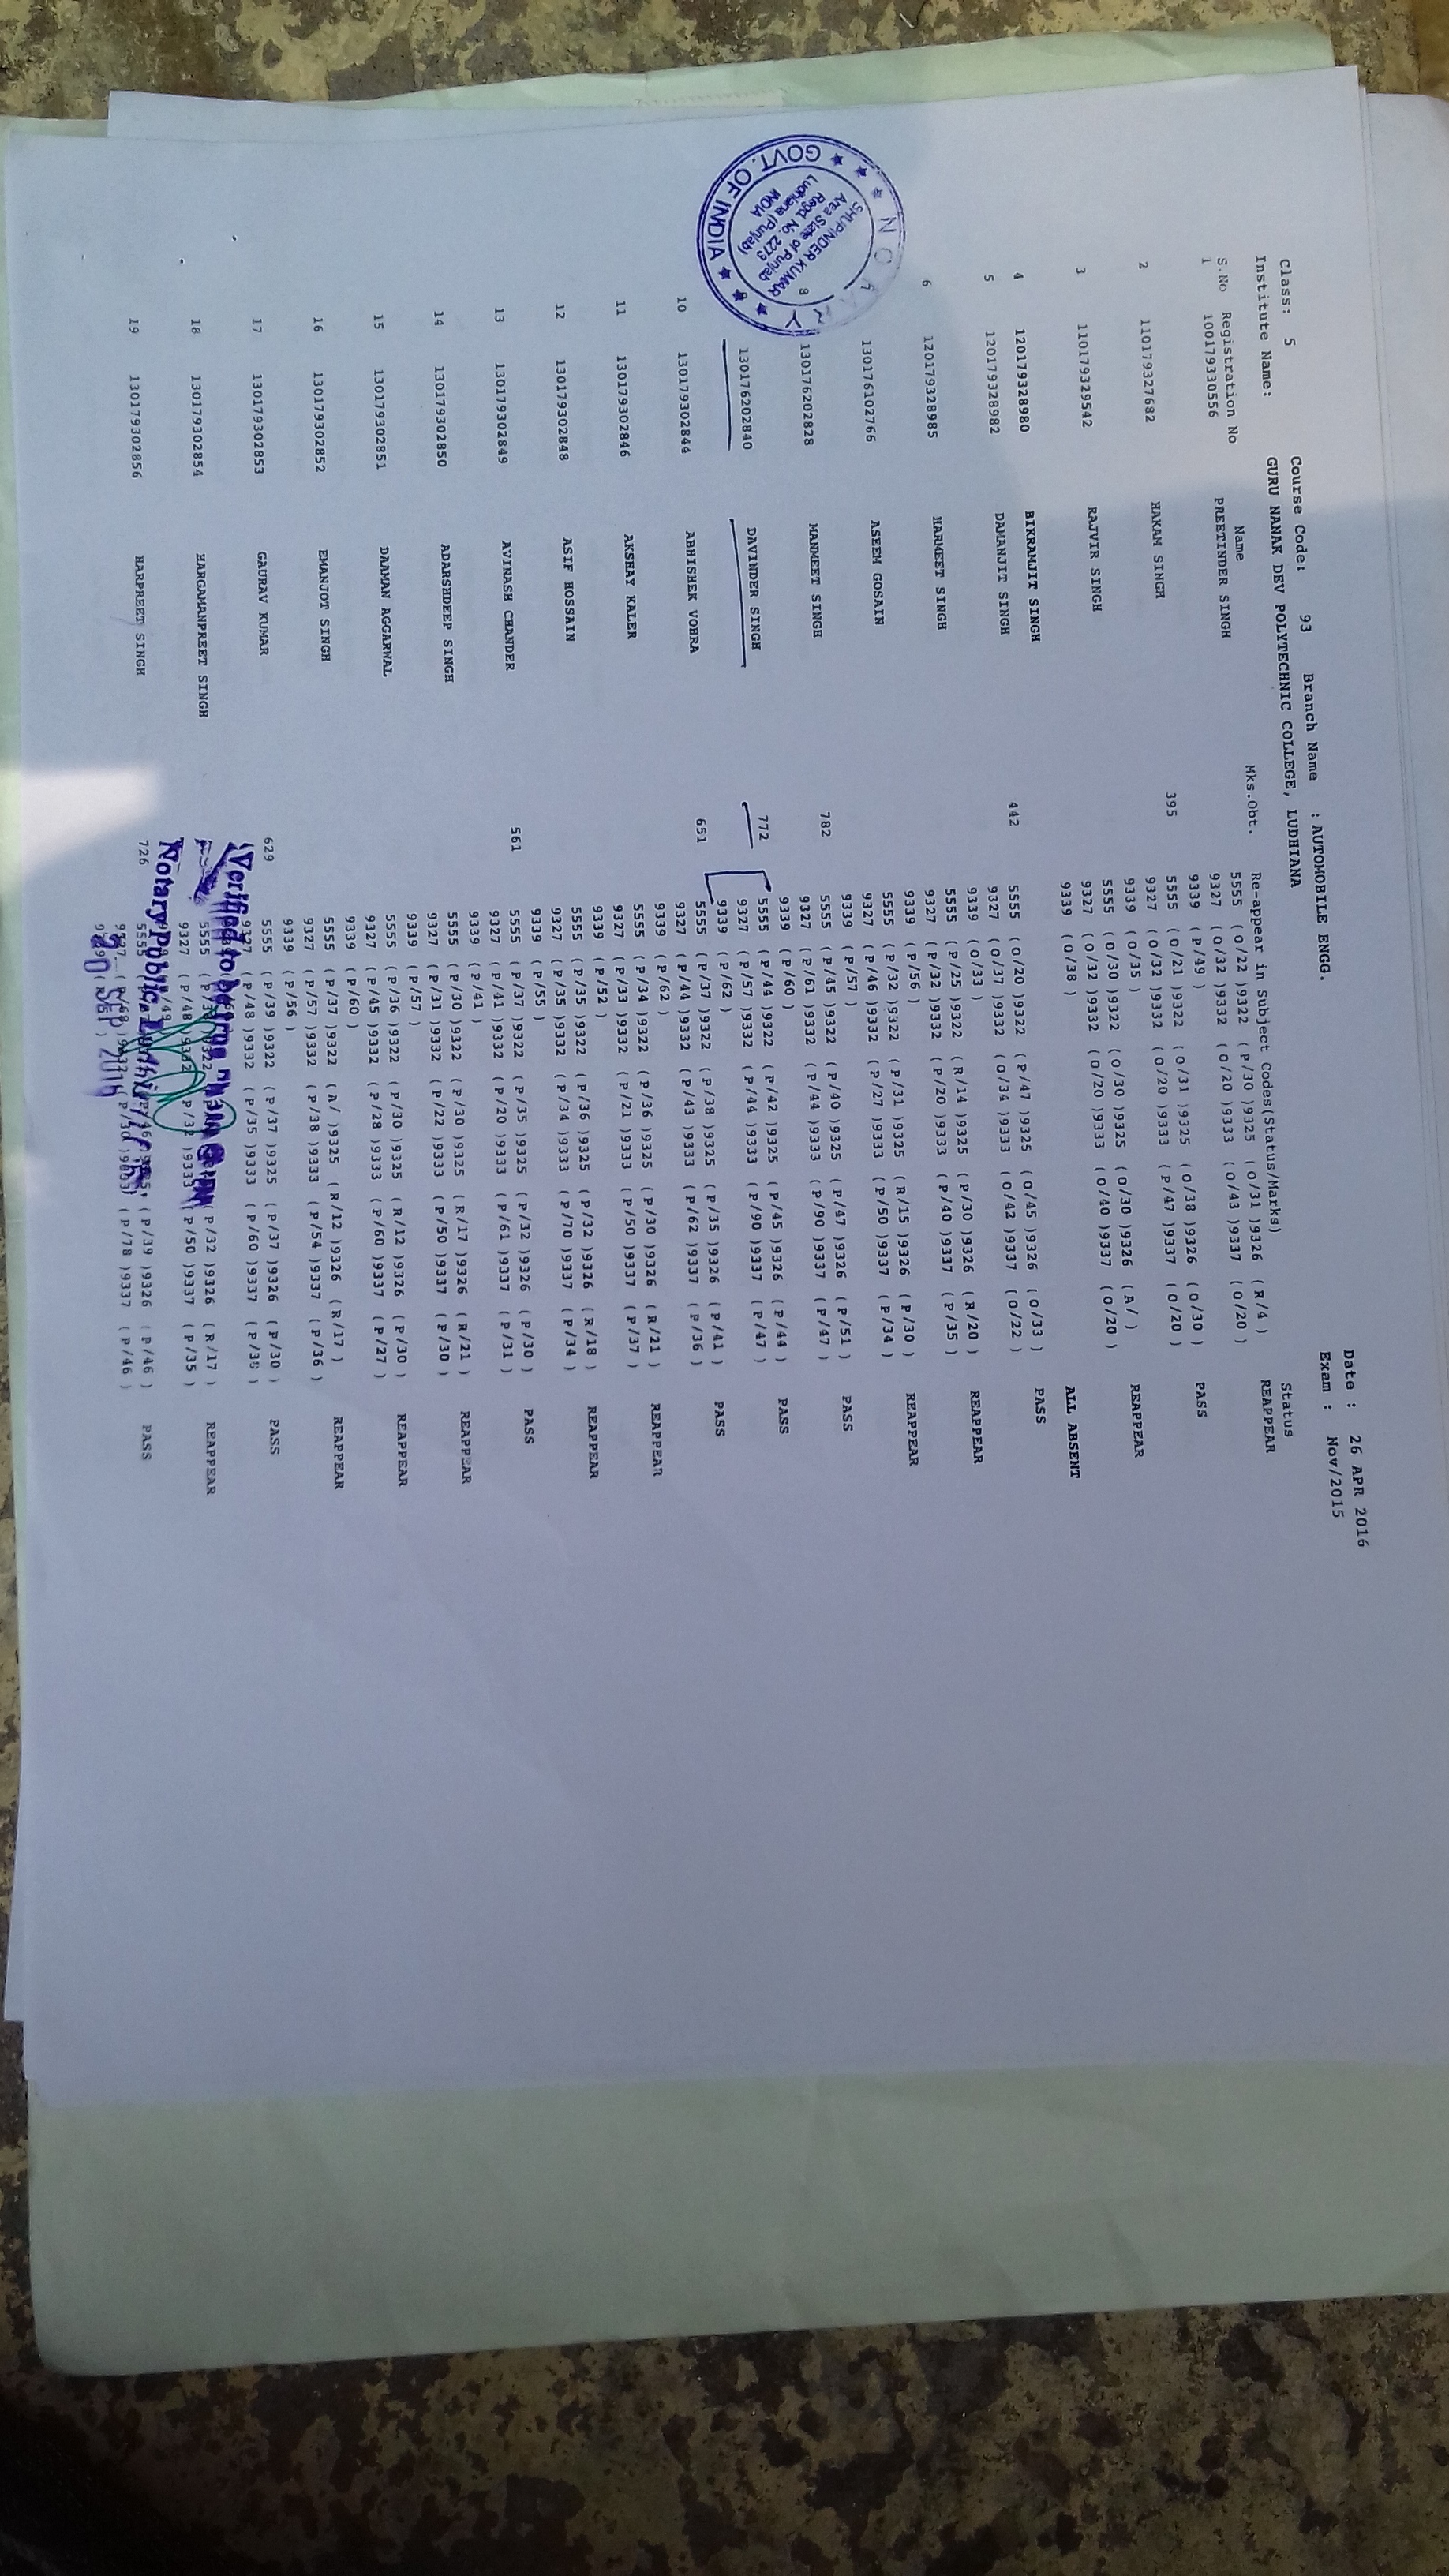 Date : 26 APR 2016
Class: 5 Course Code: 93 Branch Name : AUTOMOBILE ENGG. Exam : Nov/2015
Institute Name: GURU NANAK DEV POLYTECHNIC COLLEGE, LUDHIANA
S.No Registration No Name Mks.Obt. Re-appear in Subject Codes(Status/Marks) Status
1 100179330556 PREETINDER SINGH 5555 (O/22 )9322 (P/30 )9325 (O/31 )9326 (R/4 ) REAPPEAR
9327 (O/32 )9332 (O/20 )9333 (O/43 )9337 (O/20 )
9339 (P/49 )
2 110179327682 HAKAM SINGH 395 5555 (O/21 )9322 (O/31 )9325 (O/38 )9326 (O/30 ) PASS
9327 (O/32 )9332 (O/20 )9333 (P/47 )9337 (O/20 )
9339 (O/35 )
3 110179329542 RAJVIR SINGH 5555 (O/30 )9322 (O/30 )9325 (O/30 )9326 (A/ ) REAPPEAR
9327 (O/32 )9332 (O/20 )9333 (O/40 )9337 (O/20 )
9339 (O/38 )
4 120179328980 BIKRAMJIT SINGH ALL ABSENT
5 120179328982 DAMANJIT SINGH 442 5555 (O/20 )9322 (P/47 )9325 (O/45 )9326 (O/33 ) PASS
9327 (O/37 )9332 (O/34 )9333 (O/42 )9337 (O/22 )
9339 (O/33 )
6 120179328985 HARMEET SINGH 5555 (P/25 )9322 (R/14 )9325 (P/30 )9326 (R/20 ) REAPPEAR
9327 (P/32 )9332 (P/20 )9333 (P/40 )9337 (P/35 )
9339 (P/56 )
130176102766 ASEEM GOSAIN 5555 (P/32 )9322 (P/31 )9325 (R/15 )9326 (P/30 ) REAPPEAR
9327 (P/46 )9332 (P/27 )9333 (P/50 )9337 (P/34 )
9339 (P/57 )
8 130176202828 MANMEET SINGH 782 5555 (P/45 )9322 (P/40 )9325 (P/47 )9326 (P/51 ) PASS
9327 (P/61 )9332 (P/44 )9333 (P/90 )9337 (P/47 )
9339 (P/60 )
9 130176202840 DAVINDER SINGH 772 5555 (P/44 )9322 (P/42 )9325 (P/45 )9326 (P/44 ) PASS
9327 (P/57 )9332 (P/44 )9333 (P/90 )9337 (P/47 )
9339 (P/62 )
10 130179302844 ABHISHEK VOHRA 651 5555 (P/37 )9322 (P/38 )9325 (P/35 )9326 (P/41 ) PASS
9327 (P/44 )9332 (P/43 )9333 (P/62 )9337 (P/36 )
9339 (P/62 )
11 130179302846 AKSHAY KALER 5555 (P/34 )9322 (P/36 )9325 (P/30 )9326 (R/21 ) REAPPEAR
9327 (P/33 )9332 (P/21 )9333 (P/50 )9337 (P/37 )
9339 (P/52 )
12 130179302848 ASIF HOSSAIN 5555 (P/35 )9322 (P/36 )9325 (P/32 )9326 (R/18 ) REAPPEAR
9327 (P/35 )9332 (P/34 )9333 (P/70 )9337 (P/34 )
9339 (P/55 )
13 130179302849 AVINASH CHANDER 561 5555 (P/37 )9322 (P/35 )9325 (P/32 )9326 (P/30 ) PASS
9327 (P/41 )9332 (P/20 )9333 (P/61 )9337 (P/31 )
9339 (P/41 )
14 130179302850 ADARSHDEEP SINGH 5555 (P/30 )9322 (P/30 )9325 (R/17 )9326 (R/21 ) REAPPEAR
9327 (P/31 )9332 (P/22 )9333 (P/50 )9337 (P/30 )
9339 (P/57 )
15 130179302851 DAAMAN AGGARWAL 5555 (P/36 )9322 (P/30 )9325 (R/12 )9326 (P/30 ) REAPPEAR
9327 (P/45 )9332 (P/28 )9333 (P/60 )9337 (P/27 )
9339 (P/60 )
16 130179302852 EMANJOT SINGH 5555 (P/37 )9322 (A/ )9325 (R/12 )9326 (R/17 ) REAPPEAR
9327 (P/57 )9332 (P/38 )9333 (P/54 )9337 (P/36 )
9339 (P/56 )
17 130179302853 GAURAV KUMAR 629 5555 (P/39 )9322 (P/37 )9325 (P/37 )9326 (P/30 ) PASS
9327 (P/48 )9332 (P/35 )9333 (P/60 )9337
18 130179302854 HARGAMANPREET SINGH 5555 9322 (P/32 )9326 (R/17 ) REAPPEAR
9327 (P/48 )9332 (P/32 )9333 (P/50 )9337 (P/35 )
19 130179302856 HARPREET SINGH 726 5555 (P/39 )9326 (P/46 ) PASS
(P/78 )9337 (P/46 )
Verified to be true
Notary Public, Ludhiana
20 SEP 2016
NOTARY
SHUPINDER KUMAR
Area State of Punjab
Regd. No. 2273
Ludhiana (Punjab)
INDIA
GOVT. OF INDIA